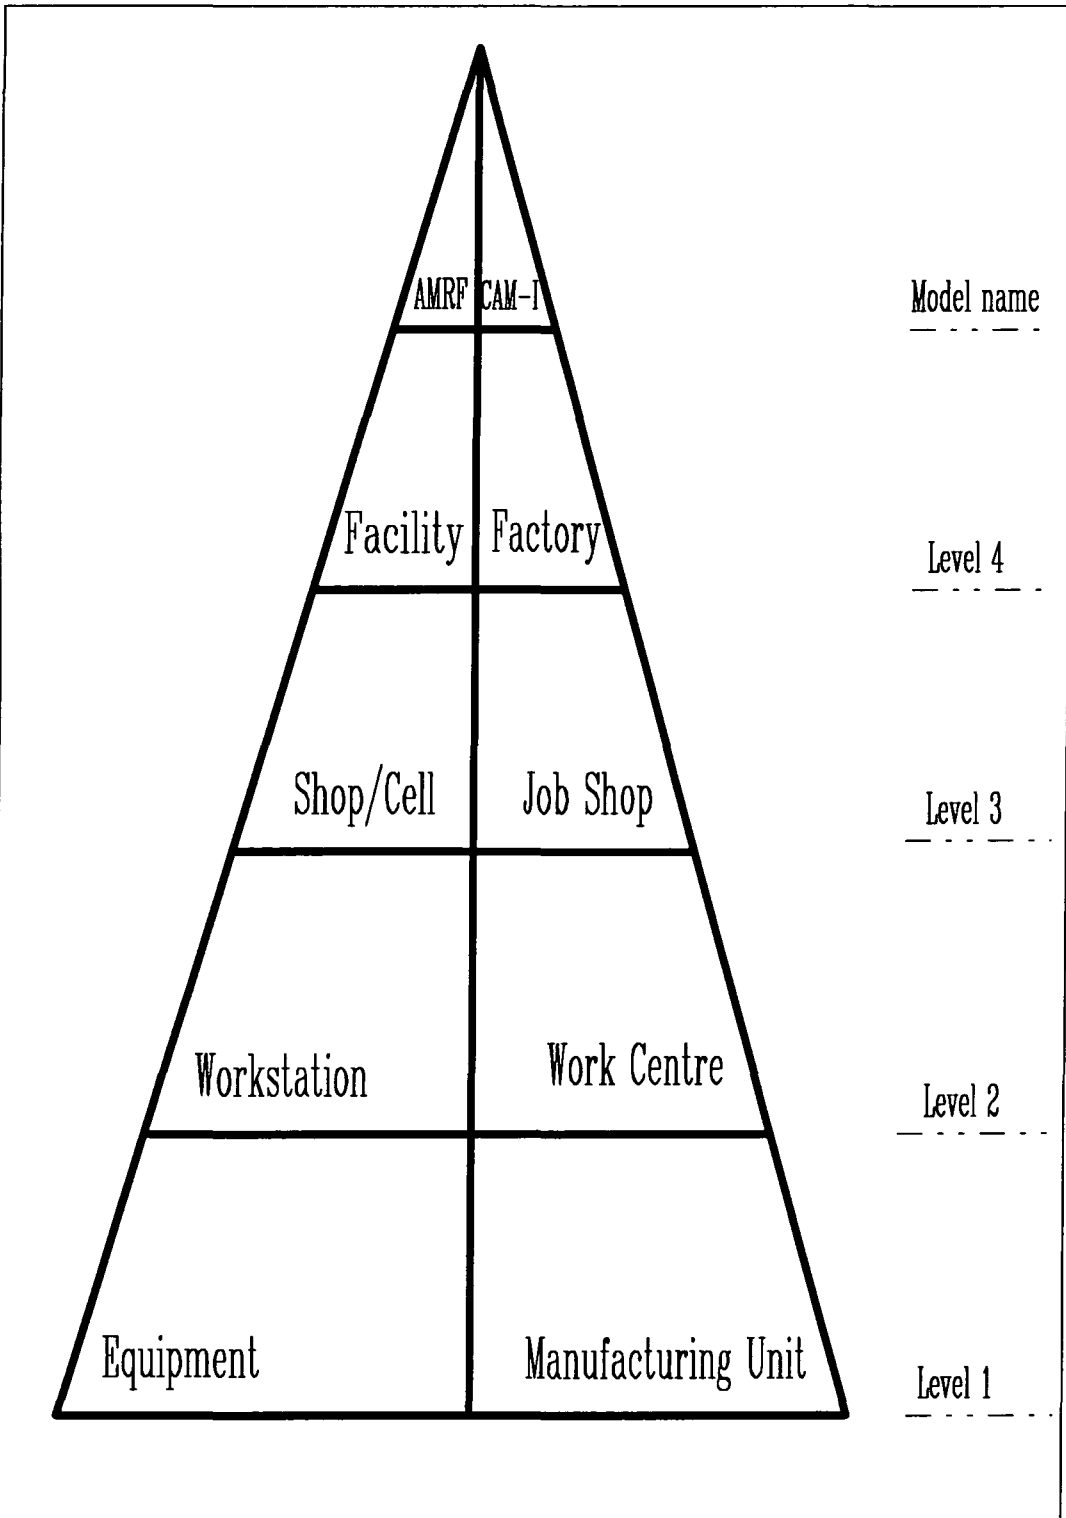 AMRF CAM-I Model name
Facility Factory Level 4
Shop/Cell Job Shop Level 3
Workstation Work Centre Level 2
Equipment Manufacturing Unit Level 1